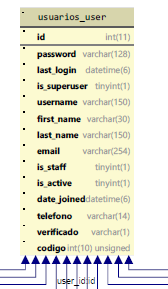 usuarios_user
id int(11)
password varchar(128)
last_login datetime(6)
is_superuser tinyint(1)
username varchar(150)
first_name varchar(30)
last_name varchar(150)
email varchar(254)
is_staff tinyint(1)
is_active tinyint(1)
date_joined datetime(6)
telefono varchar(14)
verificado varchar(1)
codigo int(10) unsigned
user_id:id